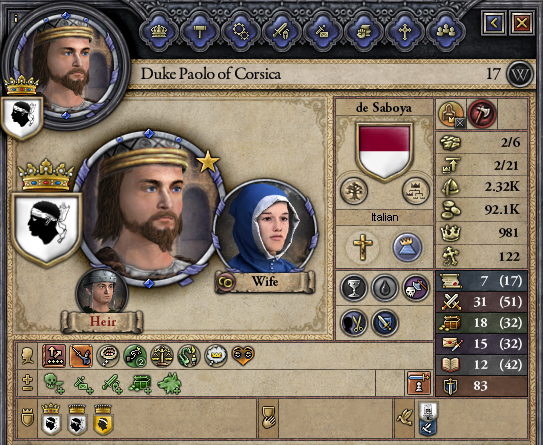 Duke Paolo of Corsica 17 W
de Saboya
Italian
Wife
Heir
2/6
2/21
2.32K
92.1K
981
122
7 (17)
31 (51)
18 (32)
15 (32)
12 (42)
83